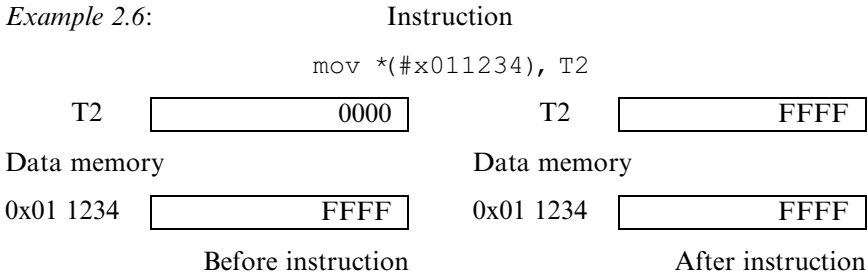 Example 2.6: Instruction
mov *(#x011234), T2
T2 0000 T2 FFFF
Data memory Data memory
0x01 1234 FFFF 0x01 1234 FFFF
Before instruction After instruction